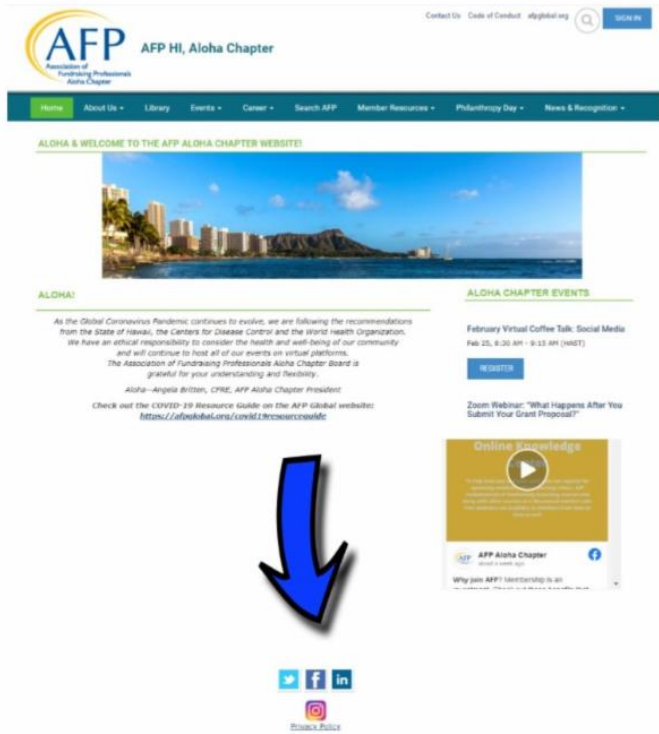 Contact Us Code of Conduct afpglobal.org
SIGN IN
AFP
Association of
Fundraising Professionals
Aloha Chapter
AFP HI, Aloha Chapter
Home About Us Library Events Career Search AFP Member Resources Philanthropy Day News & Recognition
ALOHA & WELCOME TO THE AFP ALOHA CHAPTER WEBSITE!
ALOHA!
As the Global Coronavirus Pandemic continues to evolve, we are following the recommendations
from the State of Hawaii, the Centers for Disease Control and the World Health Organization.
We have an ethical responsibility to consider the health and well-being of our community
and will continue to host all of our events on virtual platforms.
The Association of Fundraising Professionals Aloha Chapter Board is
grateful for your understanding and flexibility.
Aloha—Angela Britten, CFRE, AFP Aloha Chapter President
Check out the COVID-19 Resource Guide on the AFP Global website:
https://afpglobal.org/covid19resourceguide
ALOHA CHAPTER EVENTS
February Virtual Coffee Talk: Social Media
Feb 25, 8:30 AM - 9:15 AM (HAST)
REGISTER
Zoom Webinar: "What Happens After You
Submit Your Grant Proposal?"
Online Knowledge
AFP AFP Aloha Chapter
about a week ago
Why join AFP? Membership is an
in
Privacy Policy